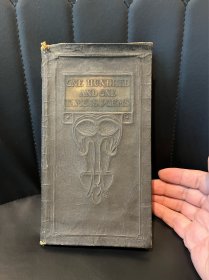 ONE HUNDRED
AND ONE
FAMOUS POEMS